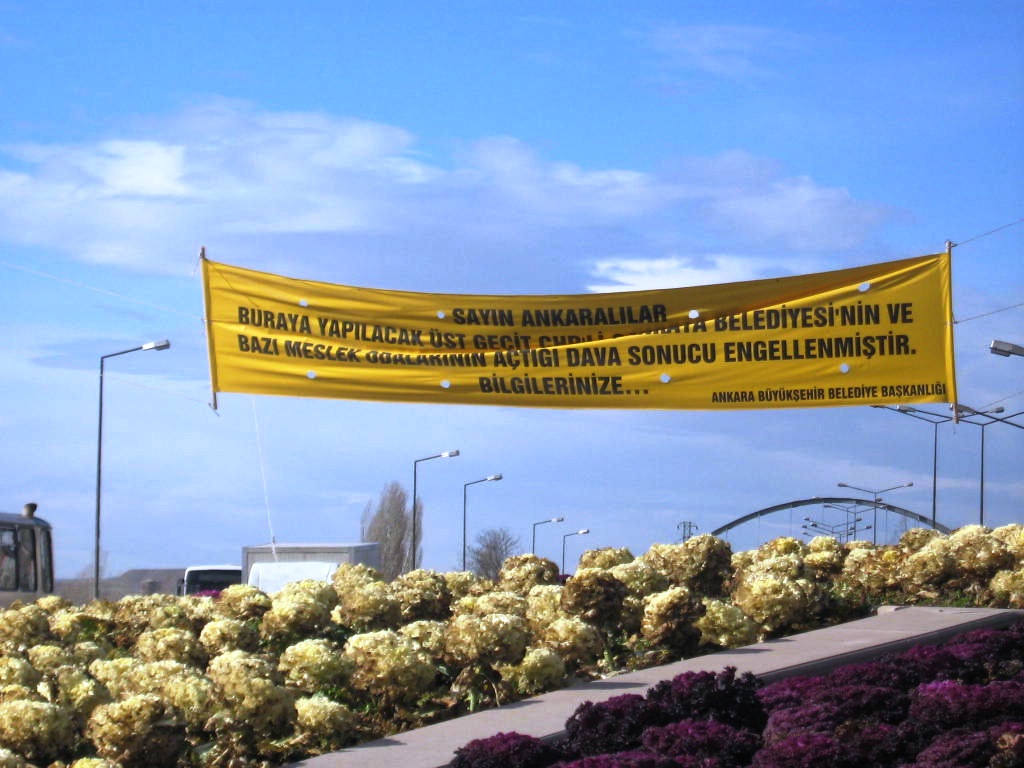 SAYIN ANKARALILAR
BURAYA YAPILACAK ÜST GEÇİT BELEDİYESİ'NİN VE
BAZI MESLEK ODALARININ AÇTIĞI DAVA SONUCU ENGELLENMİŞTİR.
BİLGİLERİNİZE...
ANKARA BÜYÜKŞEHİR BELEDİYE BAŞKANLIĞI